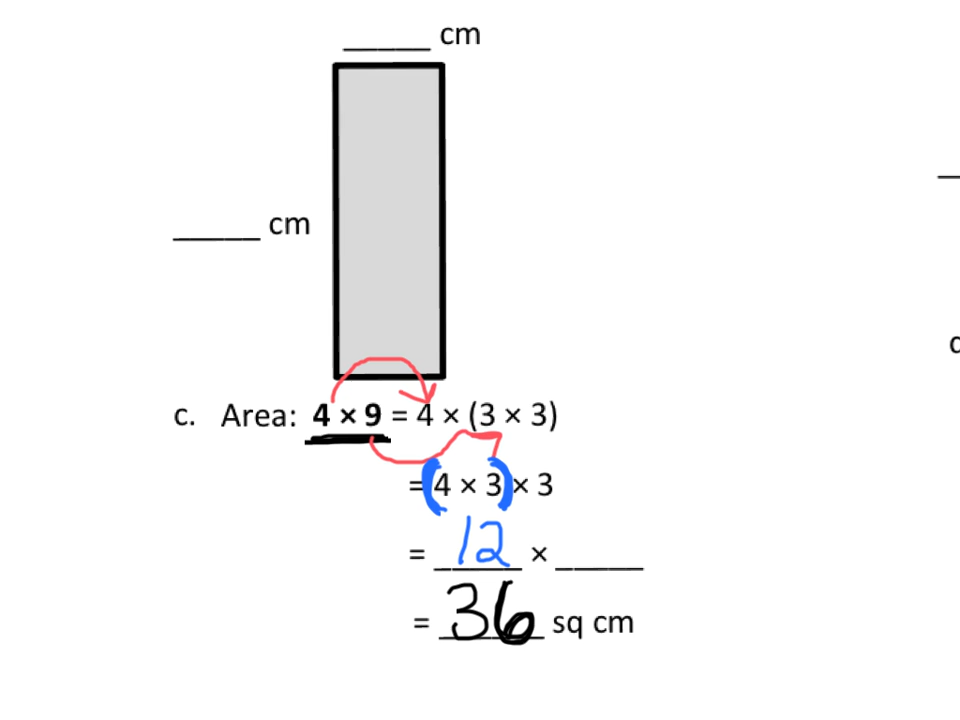 _____ cm
_____ cm
c. Area: 4 × 9 = 4 × (3 × 3)
= (4 × 3) × 3
= 12 × _____
= 36 sq cm